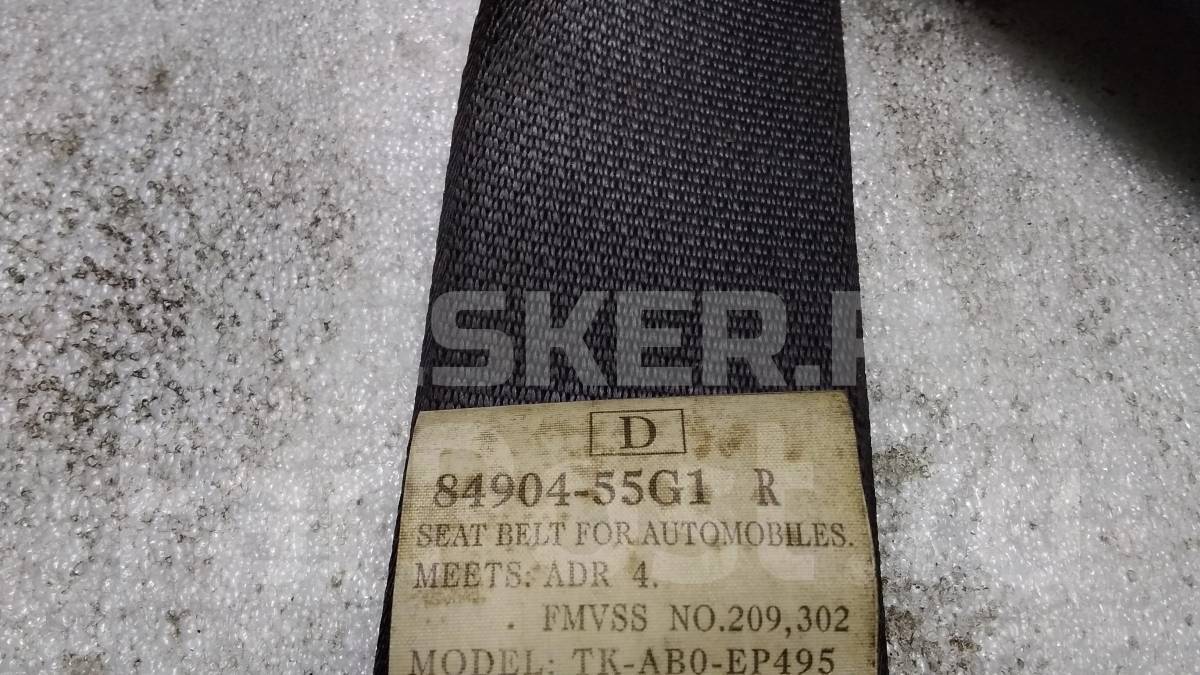 SKER.
D
84904-55G1 R
SEAT BELT FOR AUTOMOBILES.
MEETS: ADR 4.
. FMVSS NO.209,302
MODEL: TK-AB0-EP495